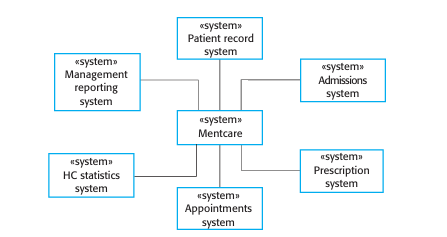 «system»
Patient record
system
«system»
Management
reporting
system
«system»
Admissions
system
«system»
Mentcare
«system»
HC statistics
system
«system»
Prescription
system
«system»
Appointments
system